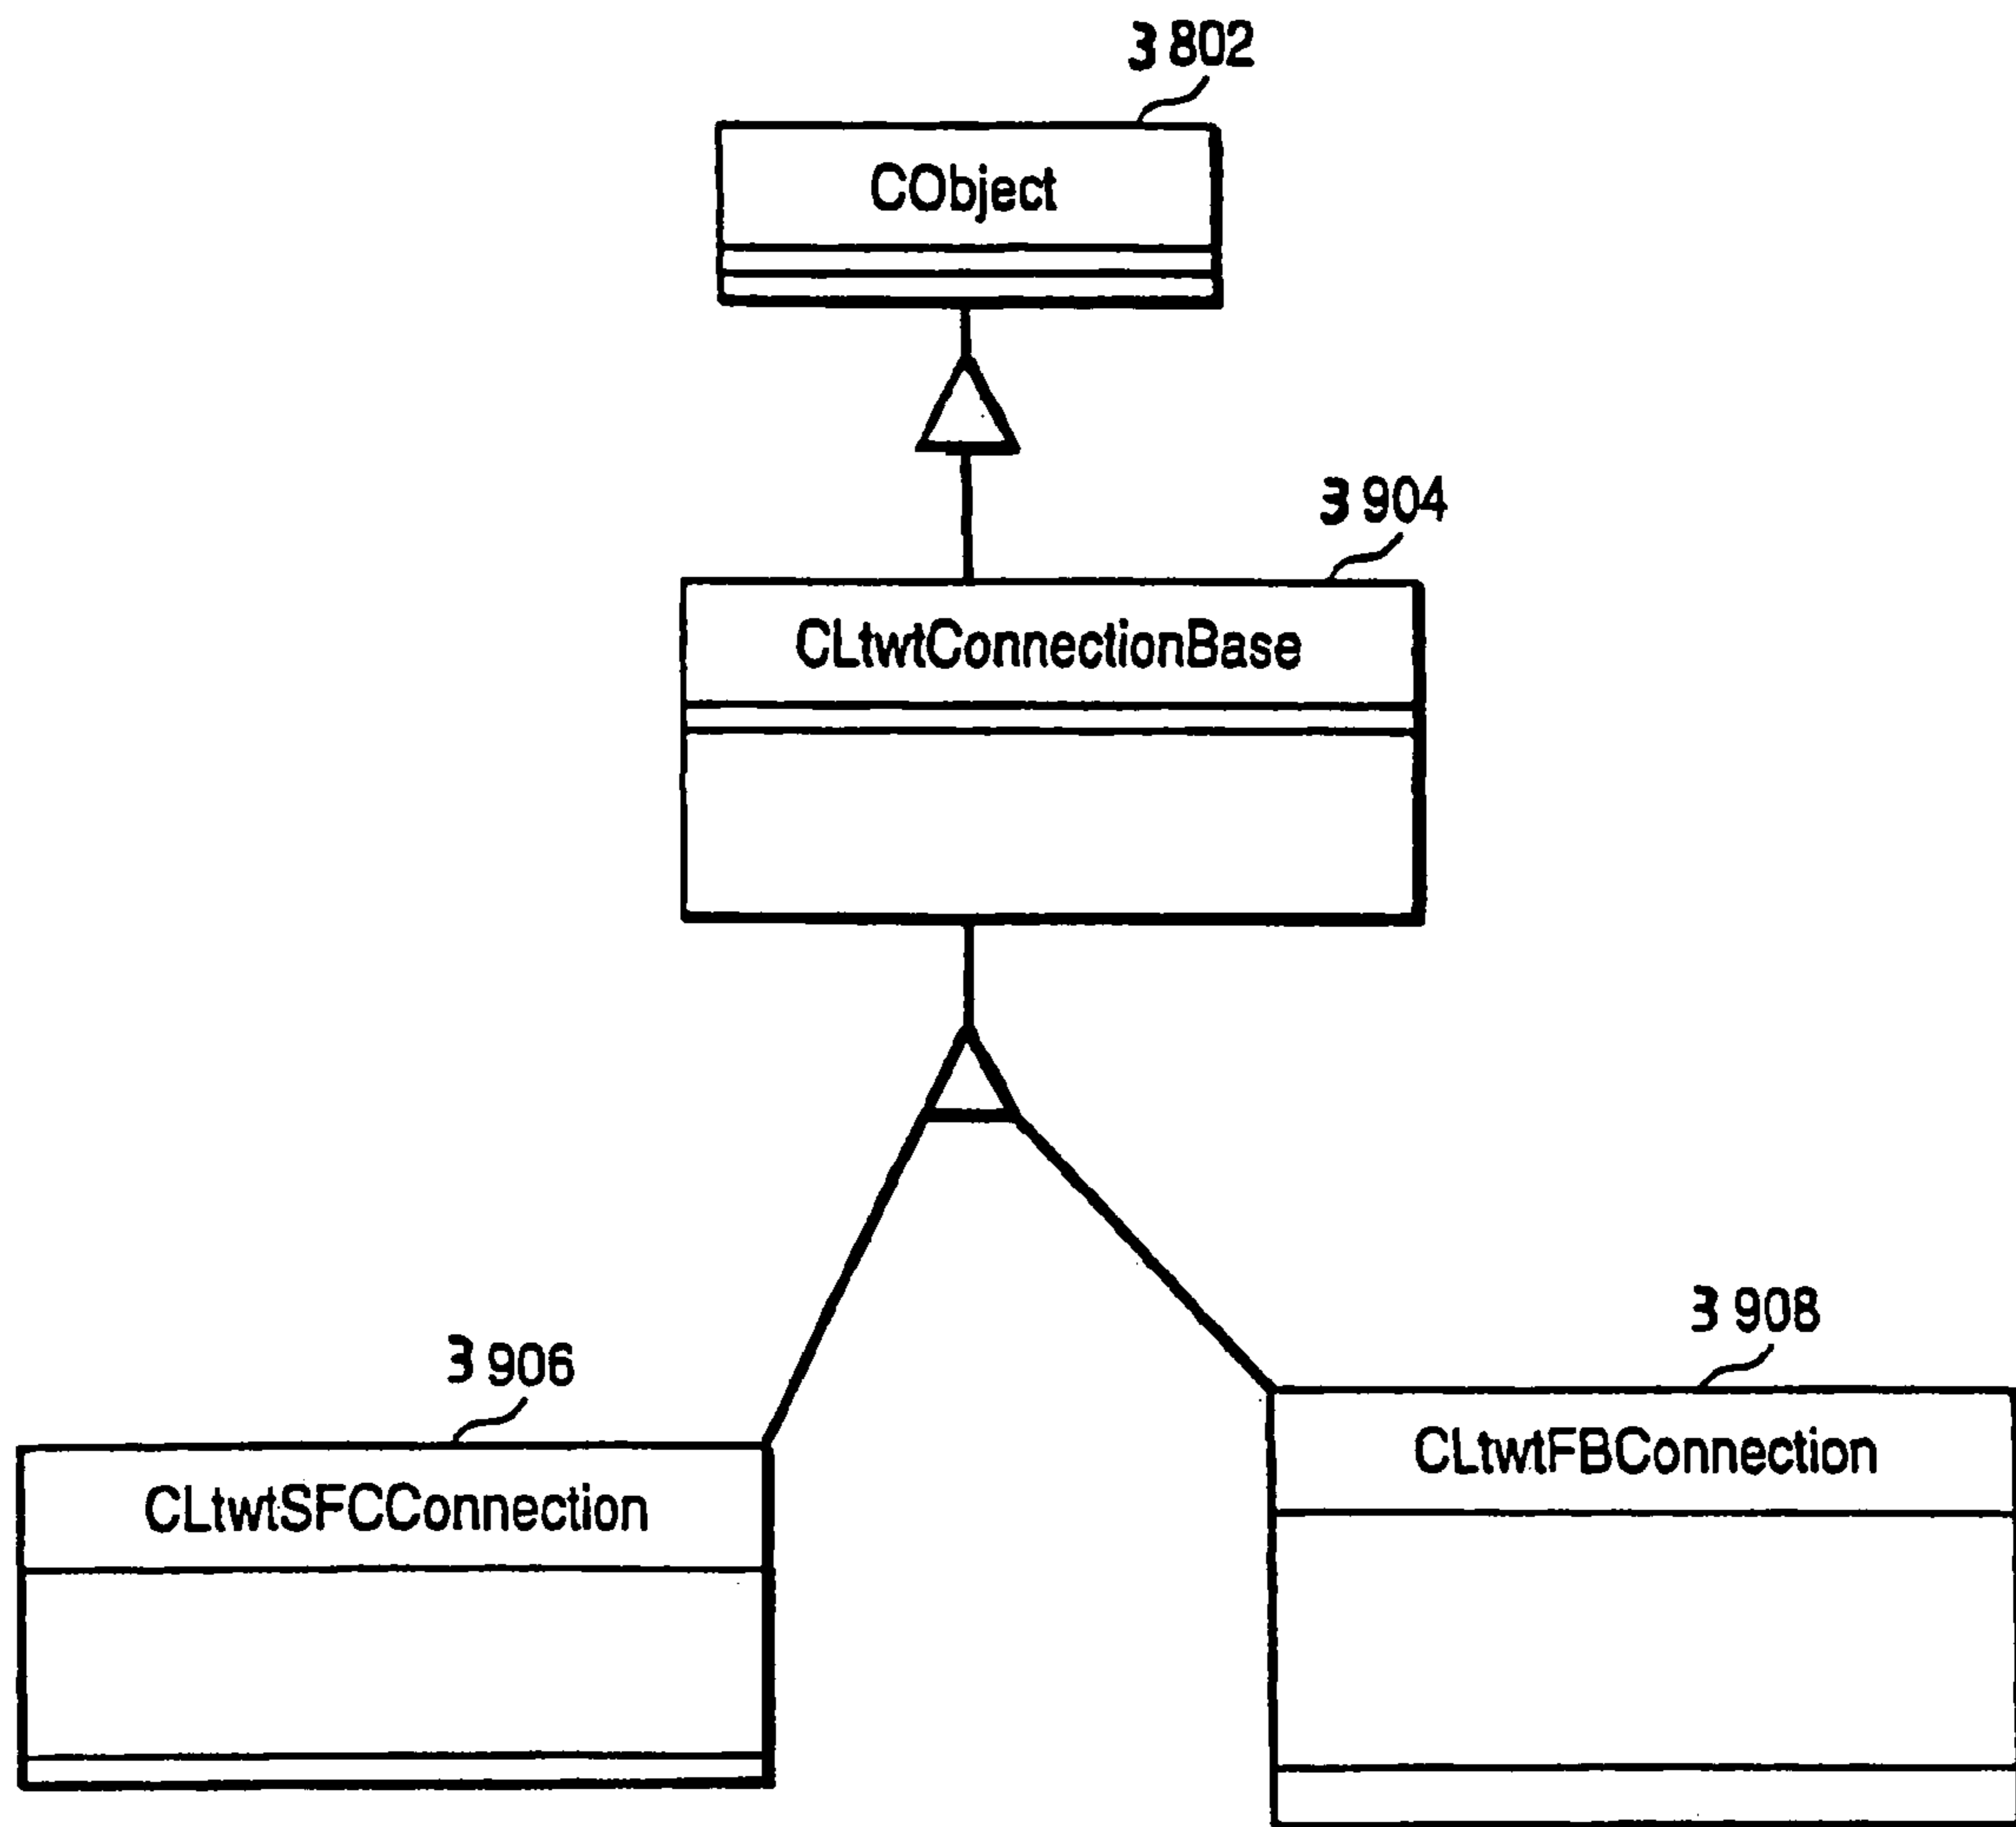 3802
CObject
3904
CLtwtConnectionBase
3908
3906
CLtwtFBConnection
CLtwtSFCConnection